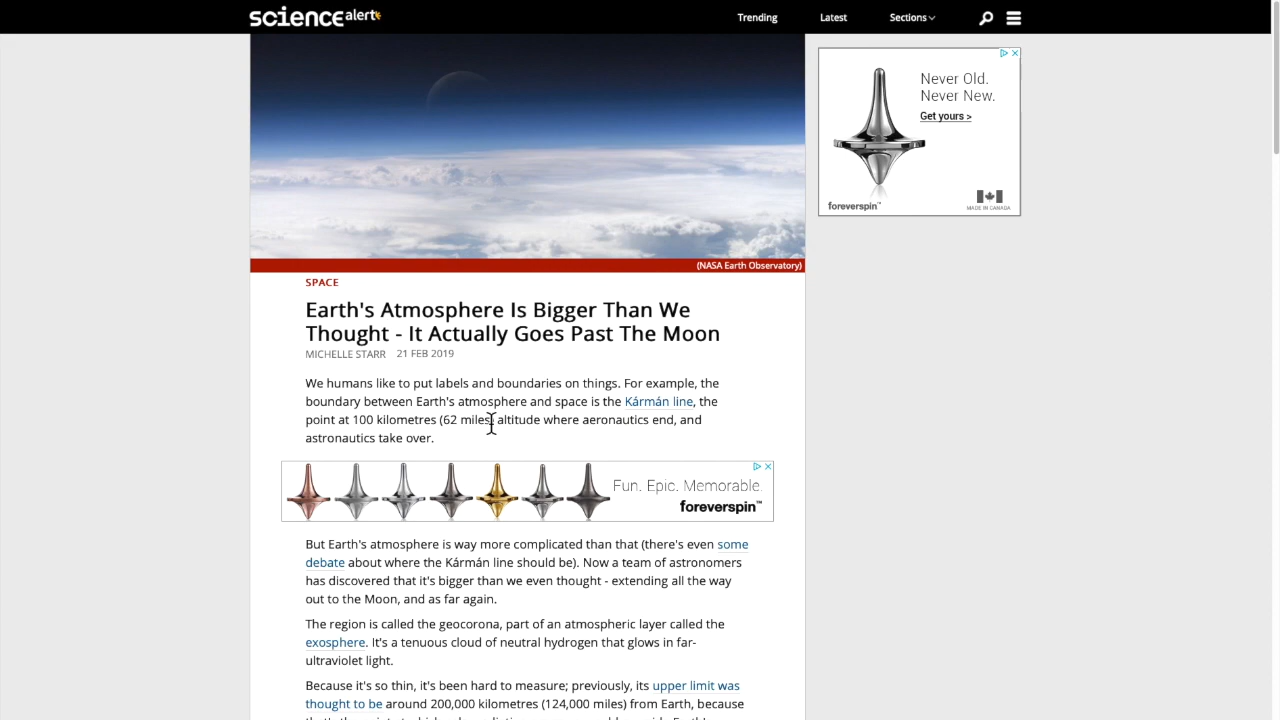 sciencealert
Trending
Latest
Sections
Never Old.
Never New.
Get yours >
foreverspin™
MADE IN CANADA
(NASA Earth Observatory)
SPACE
Earth's Atmosphere Is Bigger Than We
Thought - It Actually Goes Past The Moon
MICHELLE STARR 21 FEB 2019
We humans like to put labels and boundaries on things. For example, the
boundary between Earth's atmosphere and space is the Kármán line, the
point at 100 kilometres (62 miles) altitude where aeronautics end, and
astronautics take over.
Fun. Epic. Memorable.
foreverspin™
But Earth's atmosphere is way more complicated than that (there's even some
debate about where the Kármán line should be). Now a team of astronomers
has discovered that it's bigger than we even thought - extending all the way
out to the Moon, and as far again.
The region is called the geocorona, part of an atmospheric layer called the
exosphere. It's a tenuous cloud of neutral hydrogen that glows in far-
ultraviolet light.
Because it's so thin, it's been hard to measure; previously, its upper limit was
thought to be around 200,000 kilometres (124,000 miles) from Earth, because